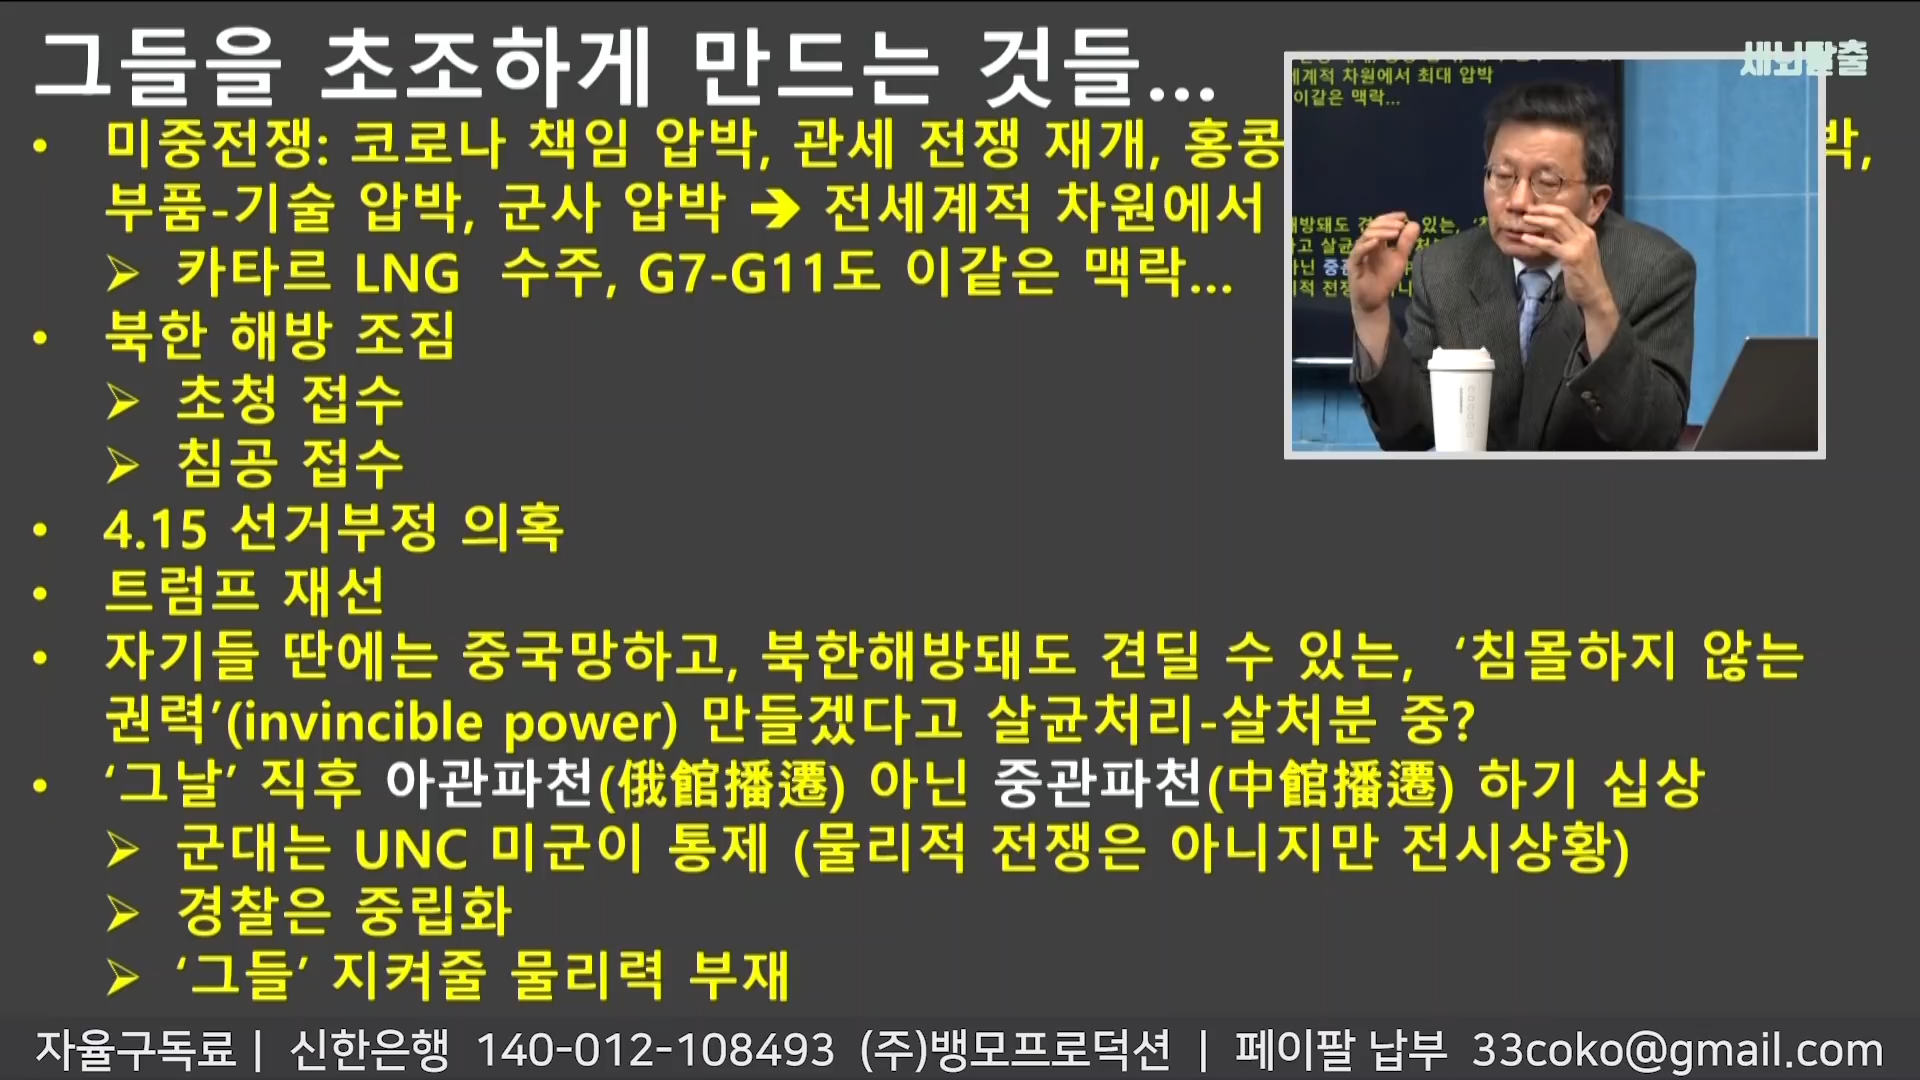 그들을 초조하게 만드는 것들...
세뇌탈출
• 미중전쟁: 코로나 책임 압박, 관세 전쟁 재개, 홍콩 박,
부품-기술 압박, 군사 압박 ➔ 전세계적 차원에서
➢ 카타르 LNG 수주, G7-G11도 이같은 맥락...
계적 차원에서 최대 압박
이같은 맥락...
• 북한 해방 조짐
➢ 초청 접수
➢ 침공 접수
• 4.15 선거부정 의혹
• 트럼프 재선
• 자기들 딴에는 중국망하고, 북한해방돼도 견딜 수 있는, ‘침몰하지 않는
권력’(invincible power) 만들겠다고 살균처리-살처분 중?
• ‘그날’ 직후 아관파천(俄館播遷) 아닌 중관파천(中館播遷) 하기 십상
➢ 군대는 UNC 미군이 통제 (물리적 전쟁은 아니지만 전시상황)
➢ 경찰은 중립화
➢ ‘그들’ 지켜줄 물리력 부재
자율구독료 | 신한은행 140-012-108493 (주)뱅모프로덕션 | 페이팔 납부 33coko@gmail.com